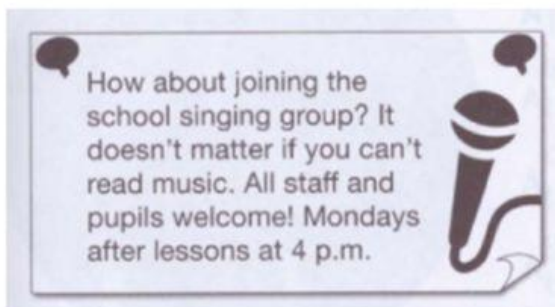 How about joining the
school singing group? It
doesn't matter if you can't
read music. All staff and
pupils welcome! Mondays
after lessons at 4 p.m.